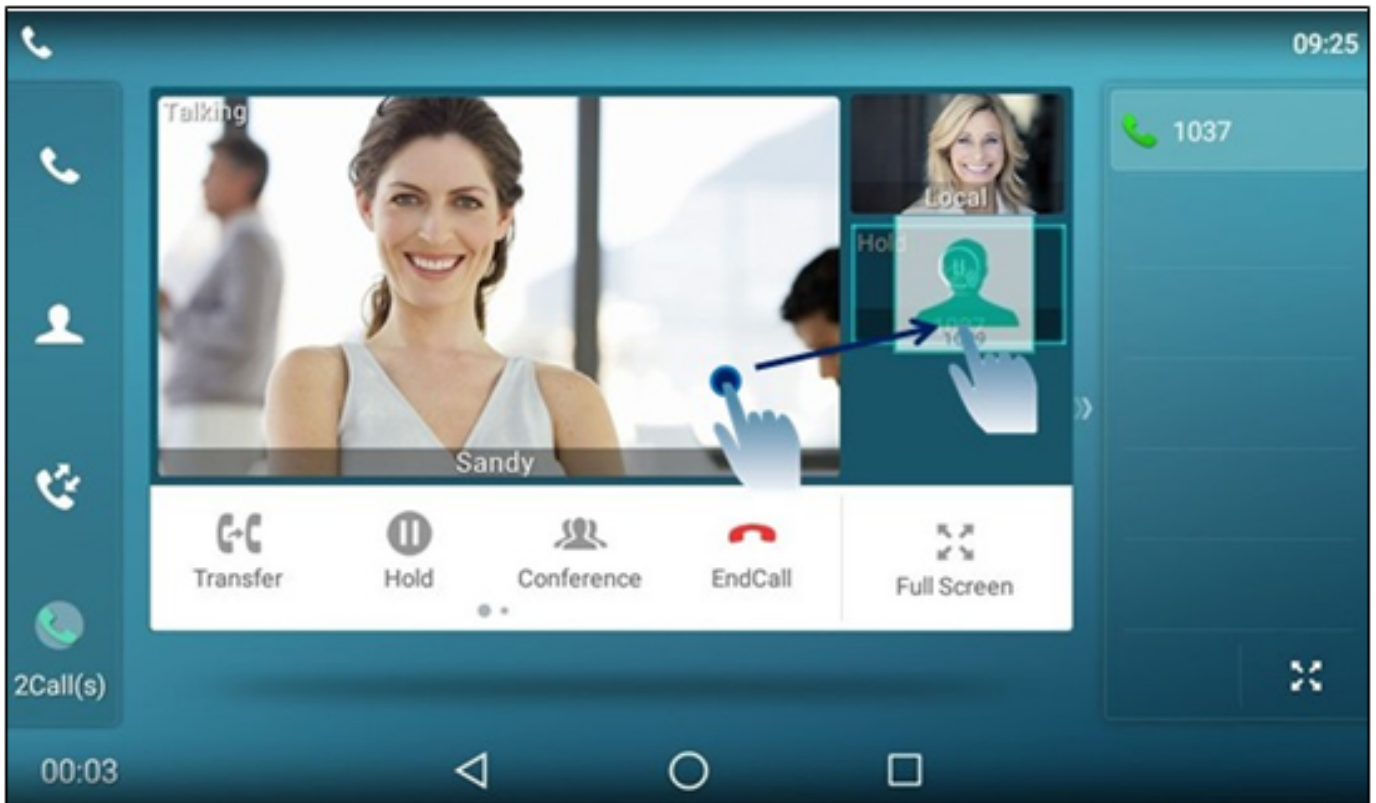 09:25
Talking
Local
1037
Hold
Sandy
Transfer
Hold
Conference
EndCall
Full Screen
2Call(s)
00:03